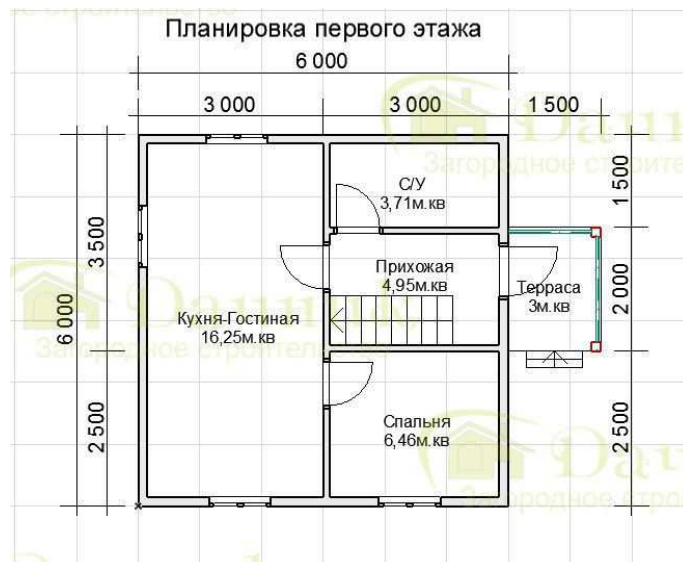 Планировка первого этажа
6 000
3 000
3 000
1 500
С/У
3,71м.кв
1 500
3 500
Прихожая
4,95м.кв
Терраса
3м.кв
2 000
6 000
Кухня-Гостиная
16,25м.кв
2 500
Спальня
6,46м.кв
2 500
Дачник
Загородное строительство